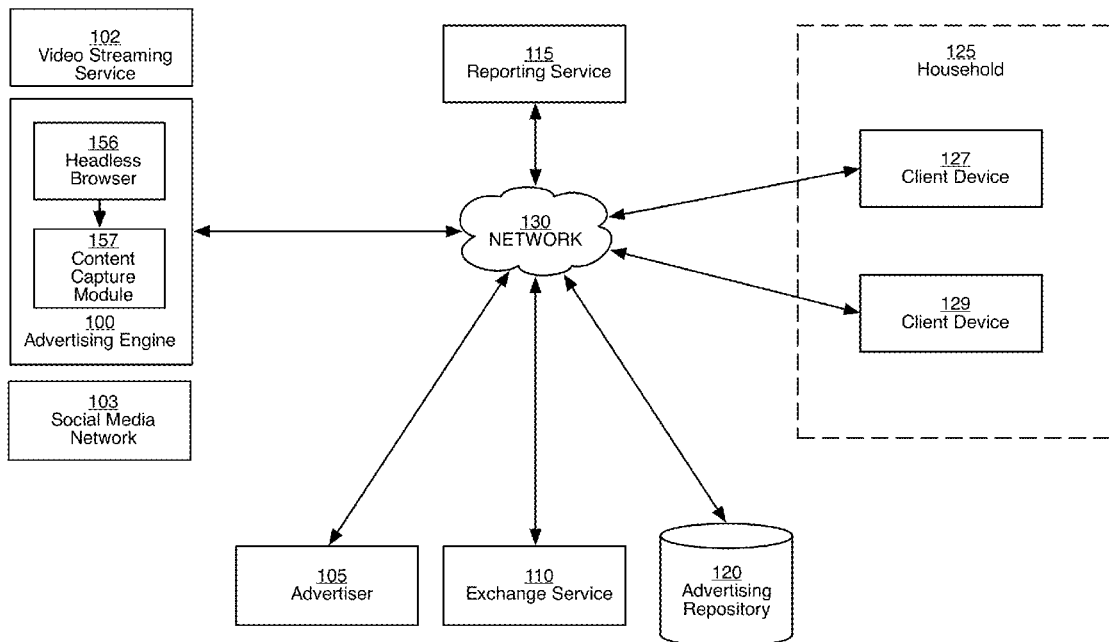 102
Video Streaming
Service
156
Headless
Browser
157
Content
Capture
Module
100
Advertising Engine
103
Social Media
Network
115
Reporting Service
130
NETWORK
125
Household
127
Client Device
129
Client Device
105
Advertiser
110
Exchange Service
120
Advertising
Repository